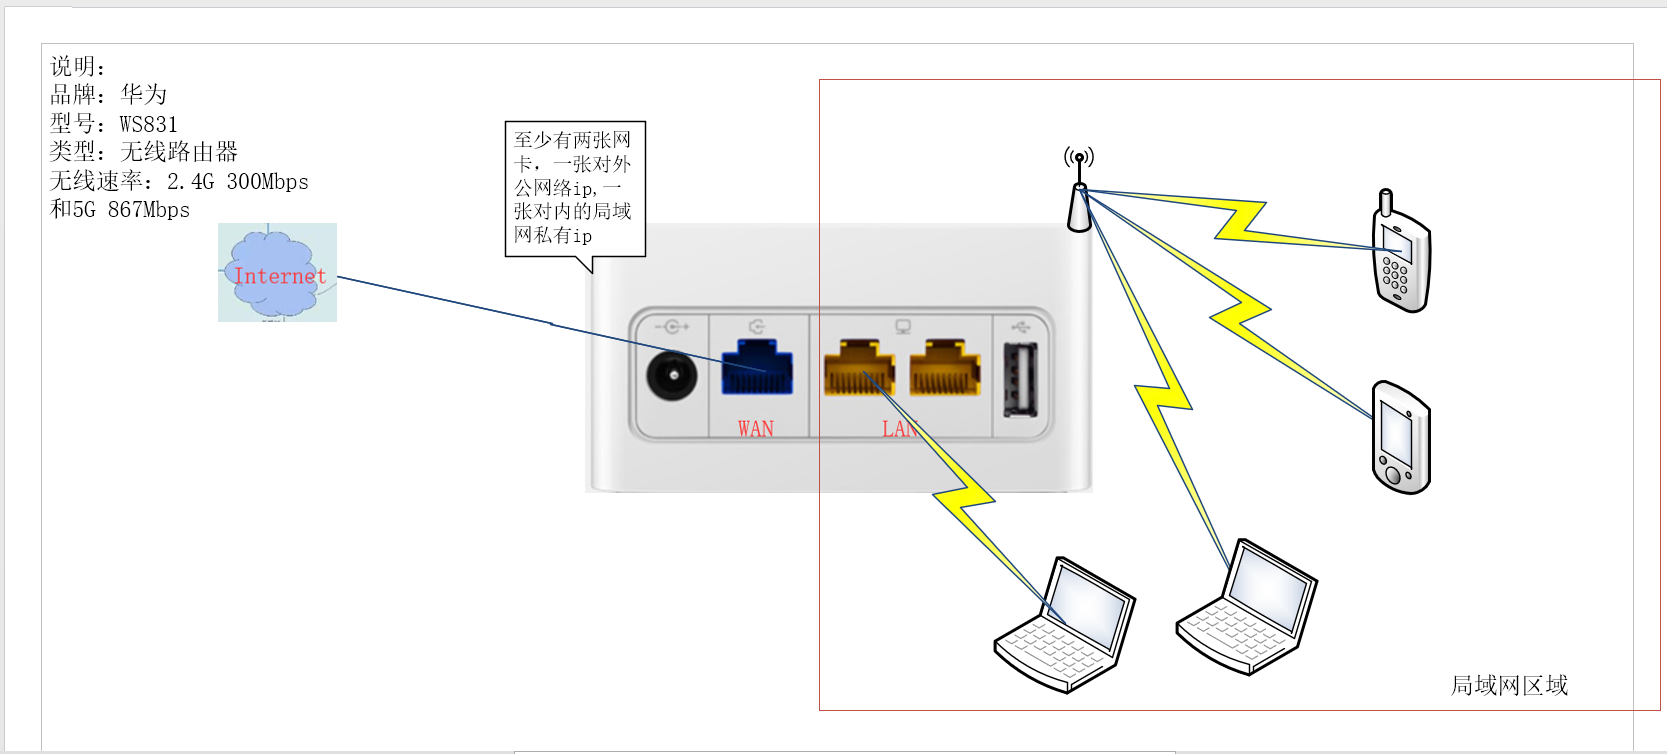 说明：
品牌：华为
型号：WS831
类型：无线路由器
无线速率：2.4G 300Mbps
和5G 867Mbps
至少有两张网
卡，一张对外
公网络ip,一
张对内的局域
网私有ip
Internet
WAN
LAN
局域网区域